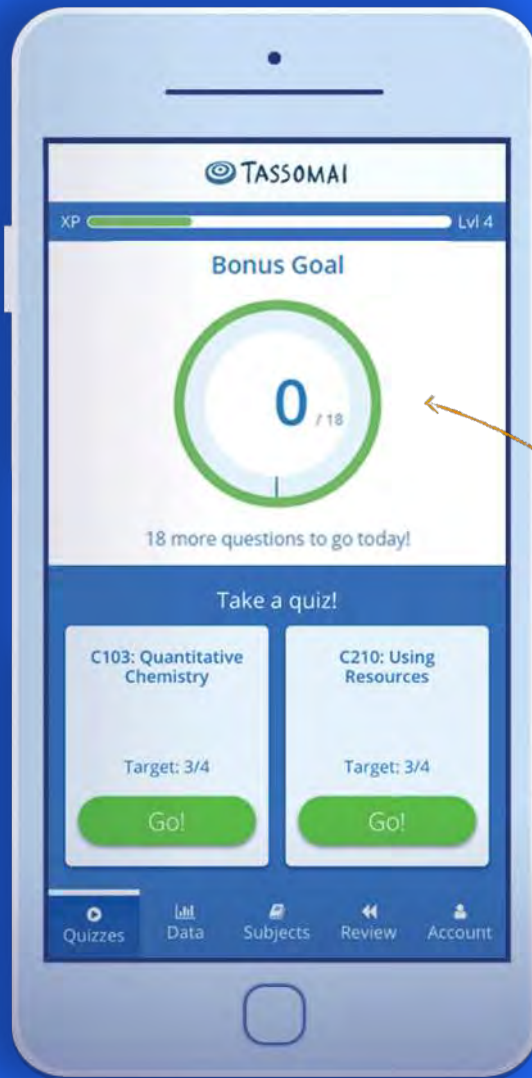 TASSOMAI
XP Lvl 4
Bonus Goal
0 / 18
18 more questions to go today!
Take a quiz!
C103: Quantitative
Chemistry
Target: 3/4
Go!
C210: Using
Resources
Target: 3/4
Go!
Quizzes Data Subjects Review Account